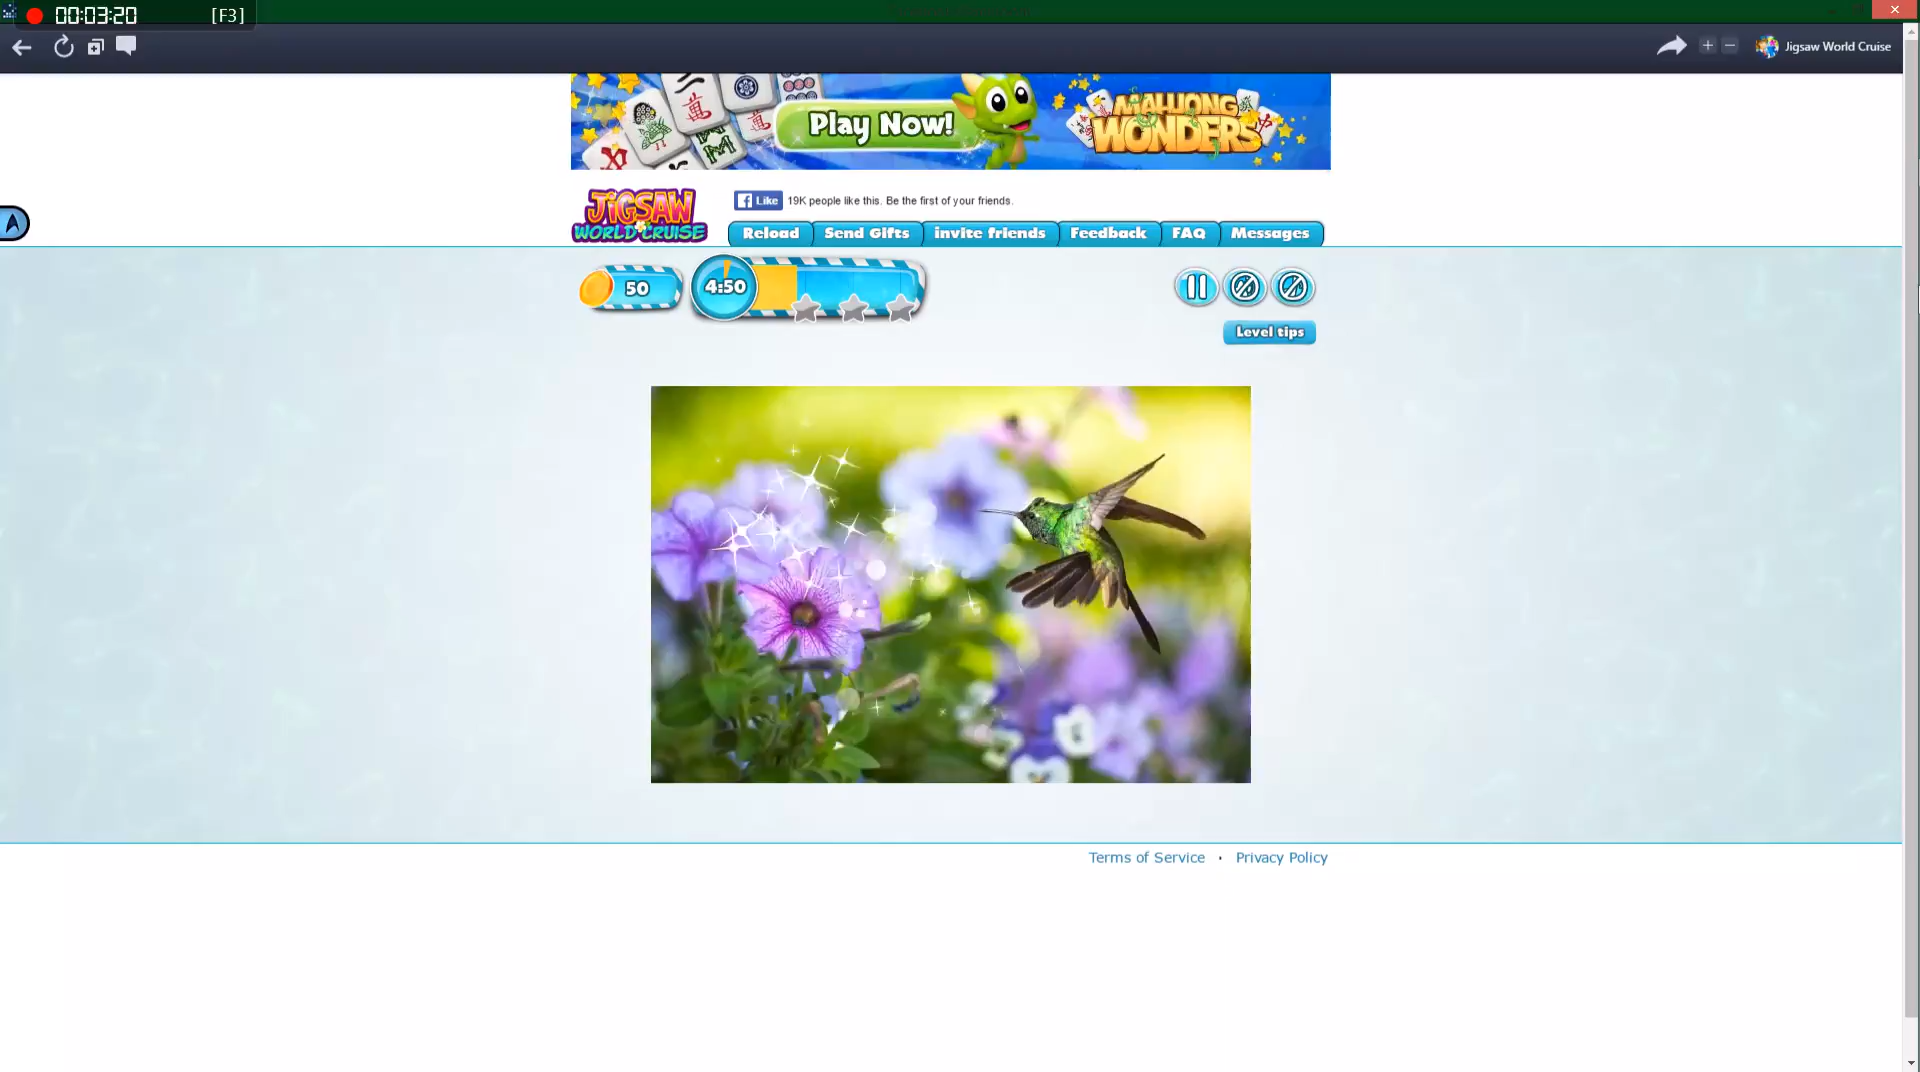 00:03:20 [F3]
Jigsaw World Cruise
Play Now!
MAHJONG
WONDERS
JIGSAW
WORLD CRUISE
Like 19K people like this. Be the first of your friends.
Reload Send Gifts invite friends Feedback FAQ Messages
50
4:50
Level tips
Terms of Service · Privacy Policy